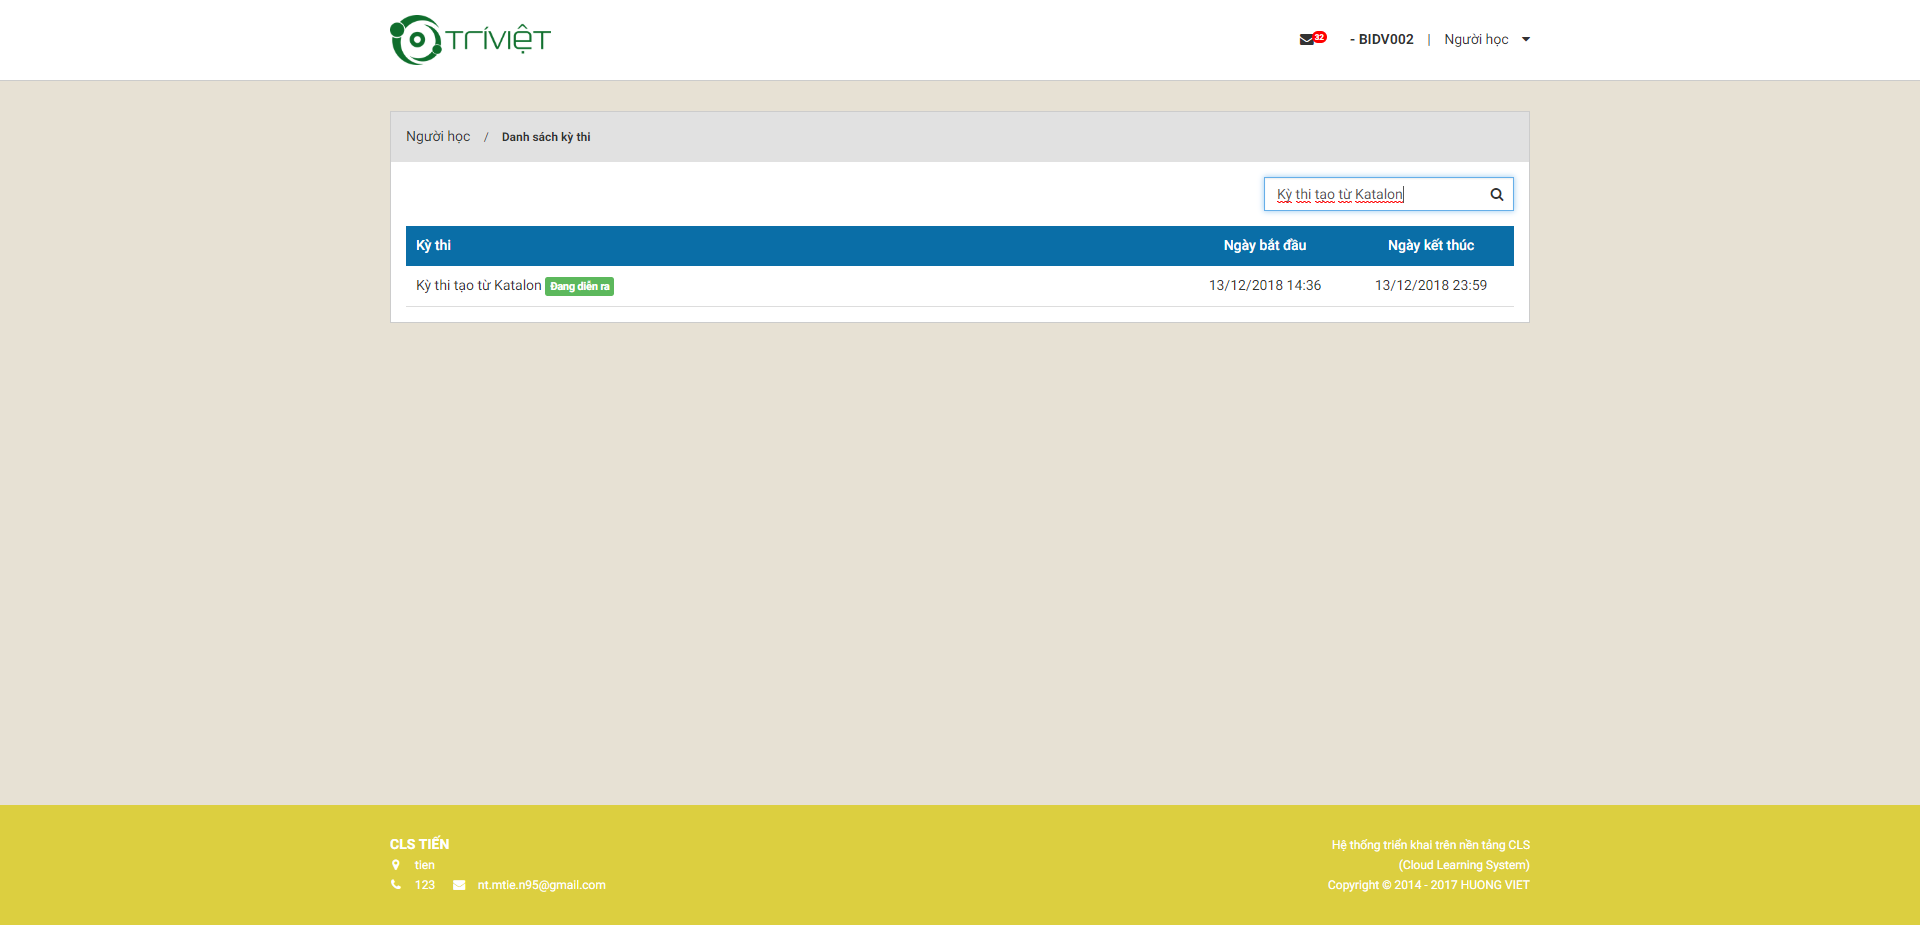 TRÍVIỆT
32 - BIDV002 | Người học
Người học / Danh sách kỳ thi
Kỳ thi tạo từ Katalon
Kỳ thi Ngày bắt đầu Ngày kết thúc
Kỳ thi tạo từ Katalon Đang diễn ra 13/12/2018 14:36 13/12/2018 23:59
CLS TIẾN
tien
123 nt.mtie.n95@gmail.com
Hệ thống triển khai trên nền tảng CLS
(Cloud Learning System)
Copyright © 2014 - 2017 HUONG VIET